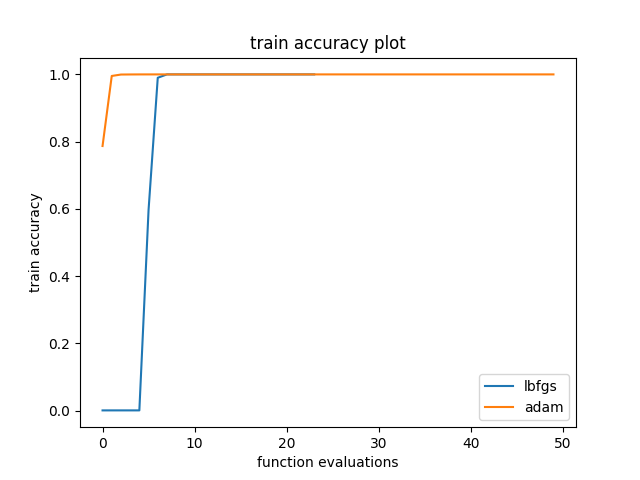 train accuracy plot
1.0
0.8
0.6
0.4
0.2
0.0
train accuracy
0 10 20 30 40 50
function evaluations
lbfgs
adam